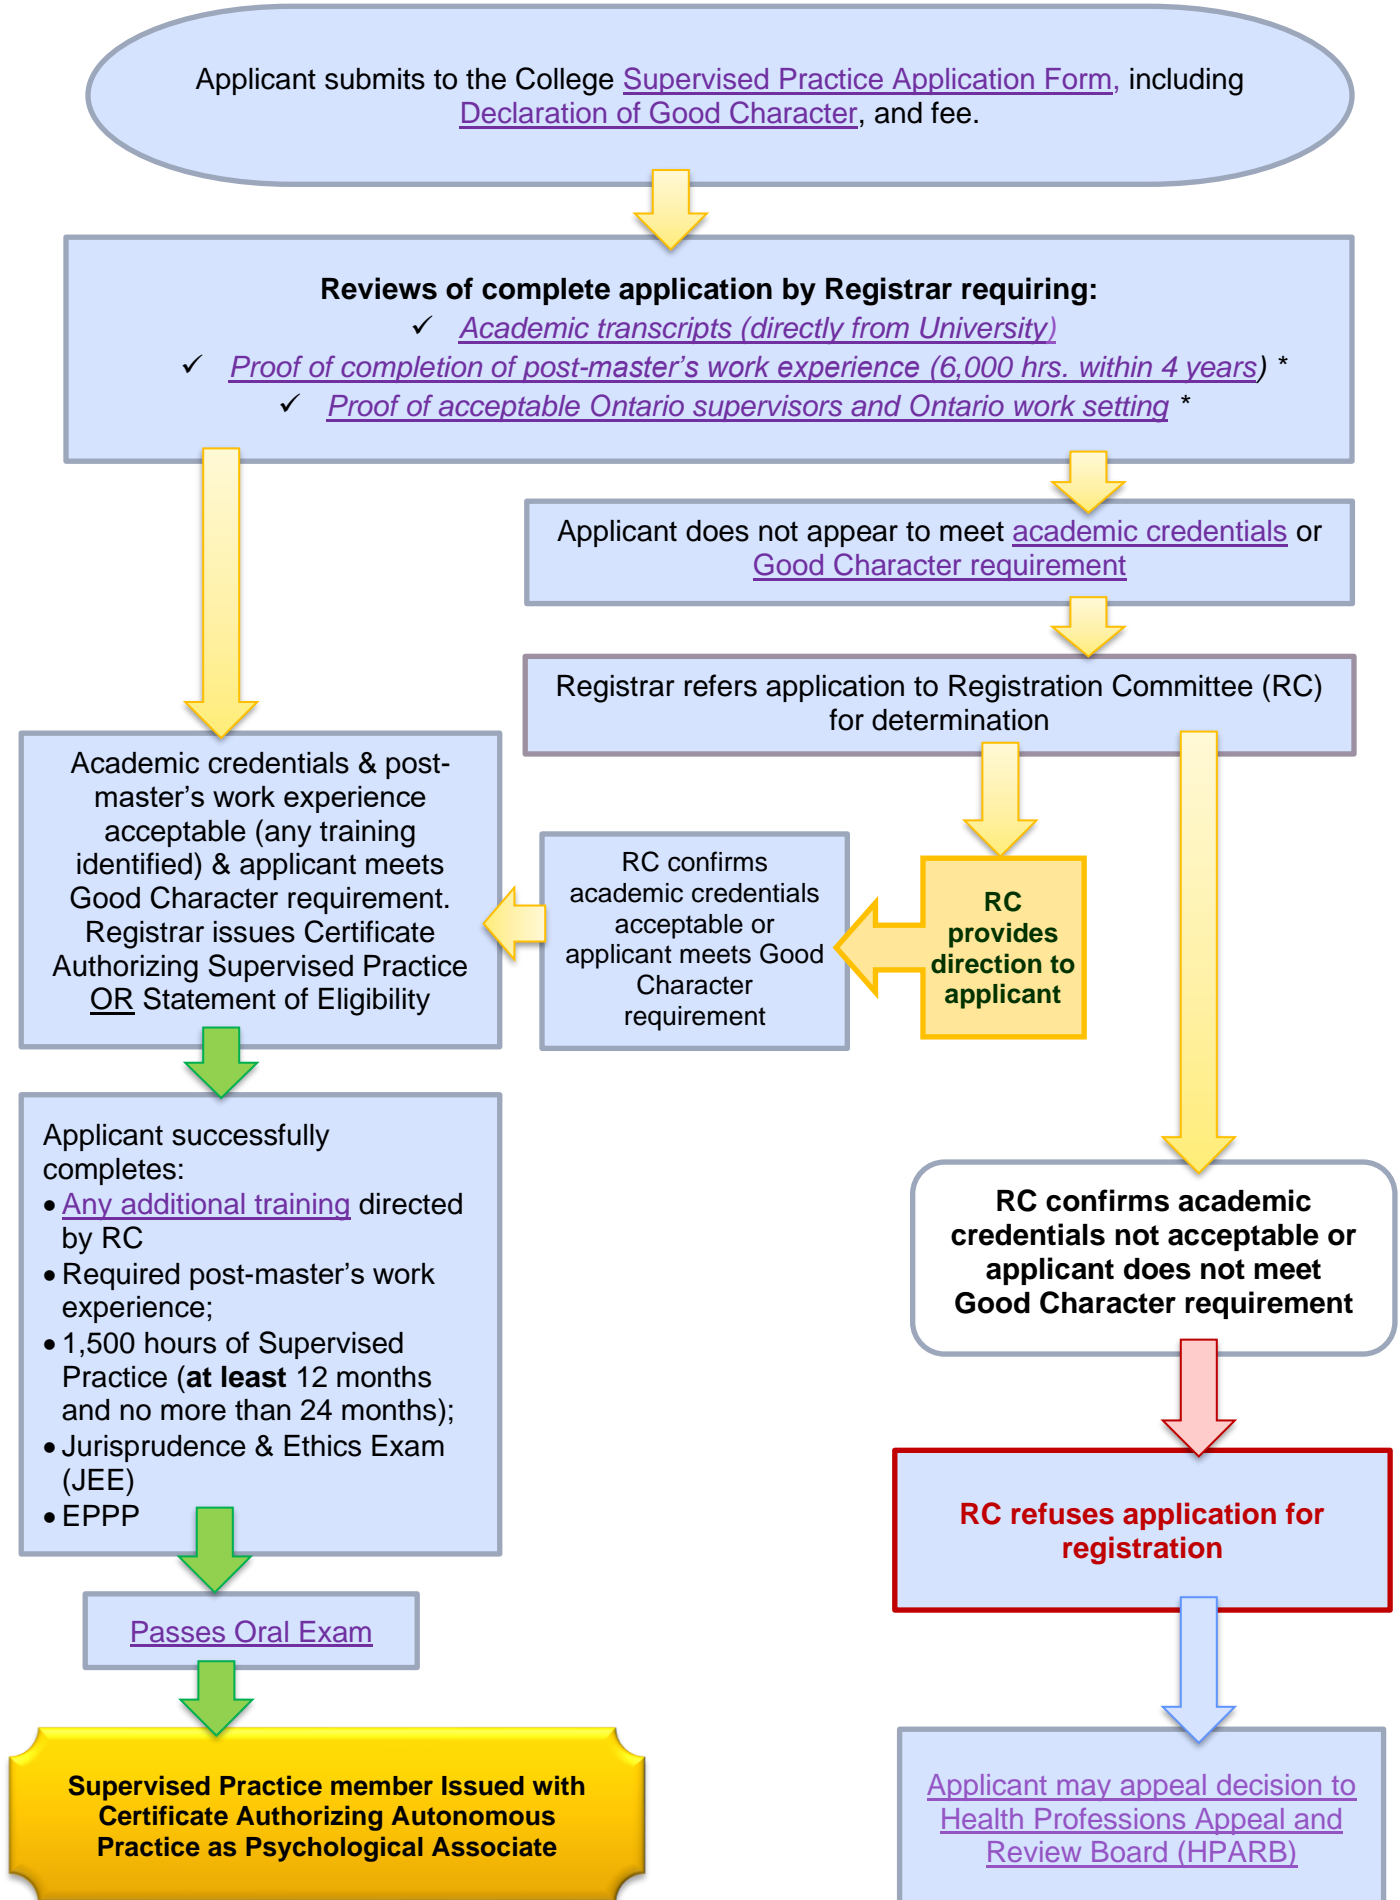 Applicant submits to the College Supervised Practice Application Form, including
Declaration of Good Character, and fee.
Reviews of complete application by Registrar requiring:
✓ Academic transcripts (directly from University)
✓ Proof of completion of post-master’s work experience (6,000 hrs. within 4 years) *
✓ Proof of acceptable Ontario supervisors and Ontario work setting *
Applicant does not appear to meet academic credentials or
Good Character requirement
Registrar refers application to Registration Committee (RC)
for determination
Academic credentials & post-
master’s work experience
acceptable (any training
identified) & applicant meets
Good Character requirement.
Registrar issues Certificate
Authorizing Supervised Practice
OR Statement of Eligibility
RC confirms
academic credentials
acceptable or
applicant meets Good
Character
requirement
RC
provides
direction to
applicant
Applicant successfully
completes:
• Any additional training directed
by RC
• Required post-master’s work
experience;
• 1,500 hours of Supervised
Practice (at least 12 months
and no more than 24 months);
• Jurisprudence & Ethics Exam
(JEE)
• EPPP
RC confirms academic
credentials not acceptable or
applicant does not meet
Good Character requirement
RC refuses application for
registration
Passes Oral Exam
Supervised Practice member Issued with
Certificate Authorizing Autonomous
Practice as Psychological Associate
Applicant may appeal decision to
Health Professions Appeal and
Review Board (HPARB)